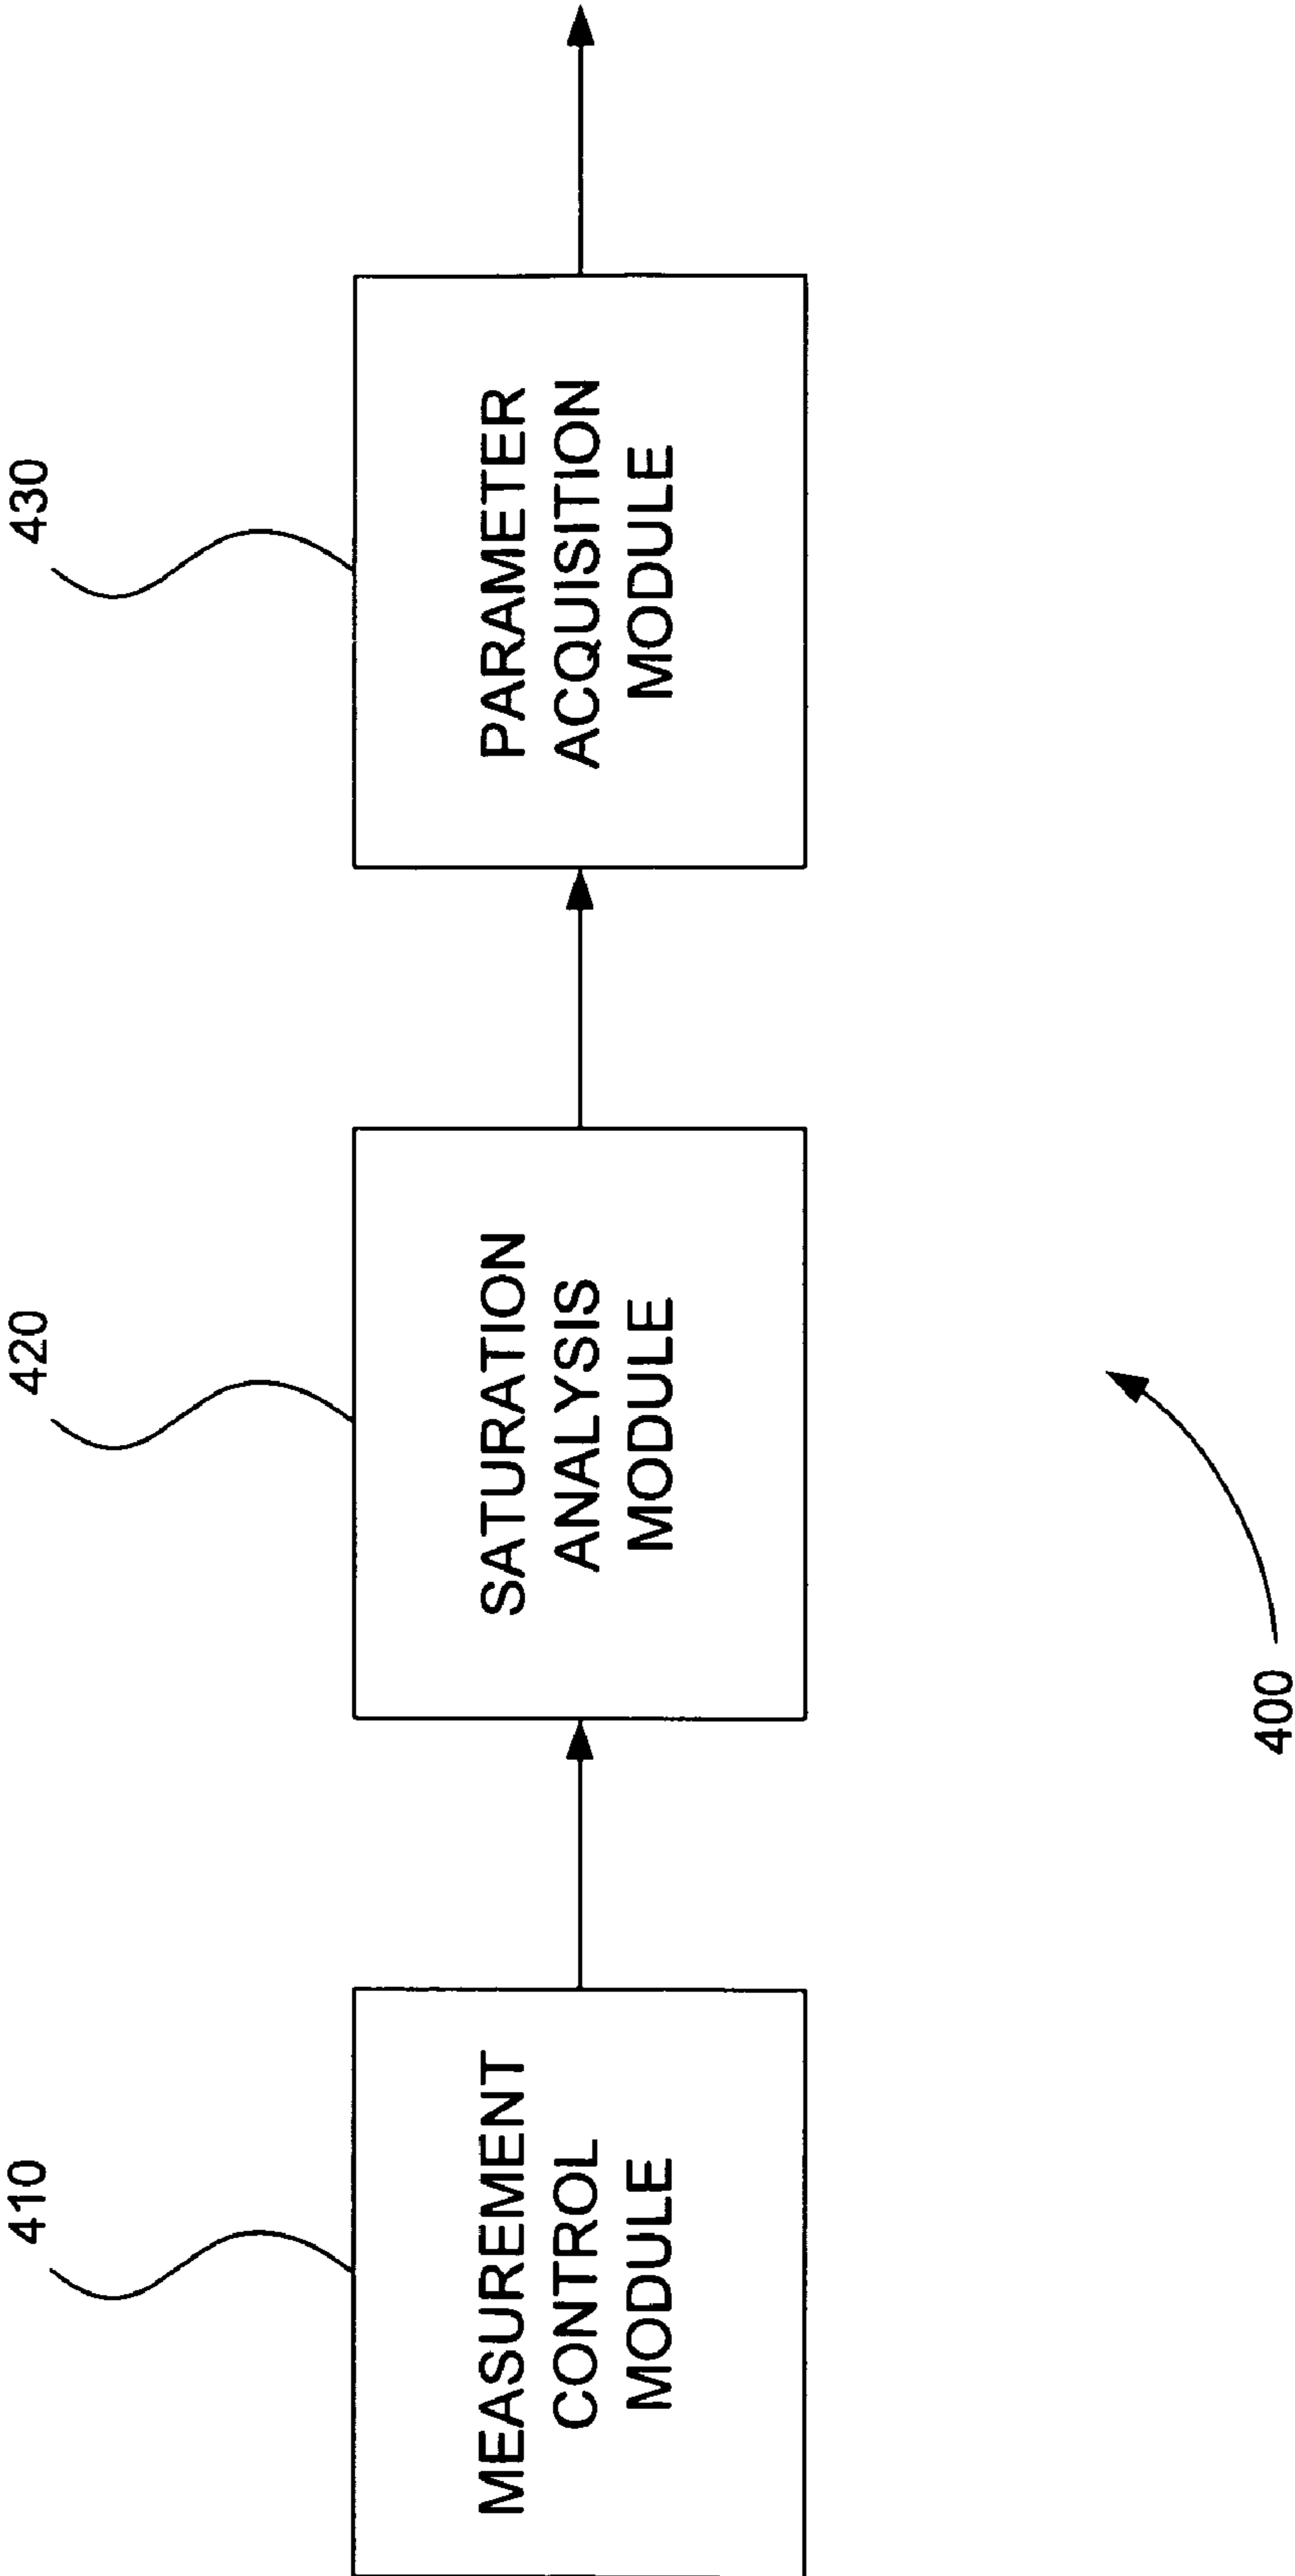 410
420
430
MEASUREMENT
CONTROL
MODULE
SATURATION
ANALYSIS
MODULE
PARAMETER
ACQUISITION
MODULE
400